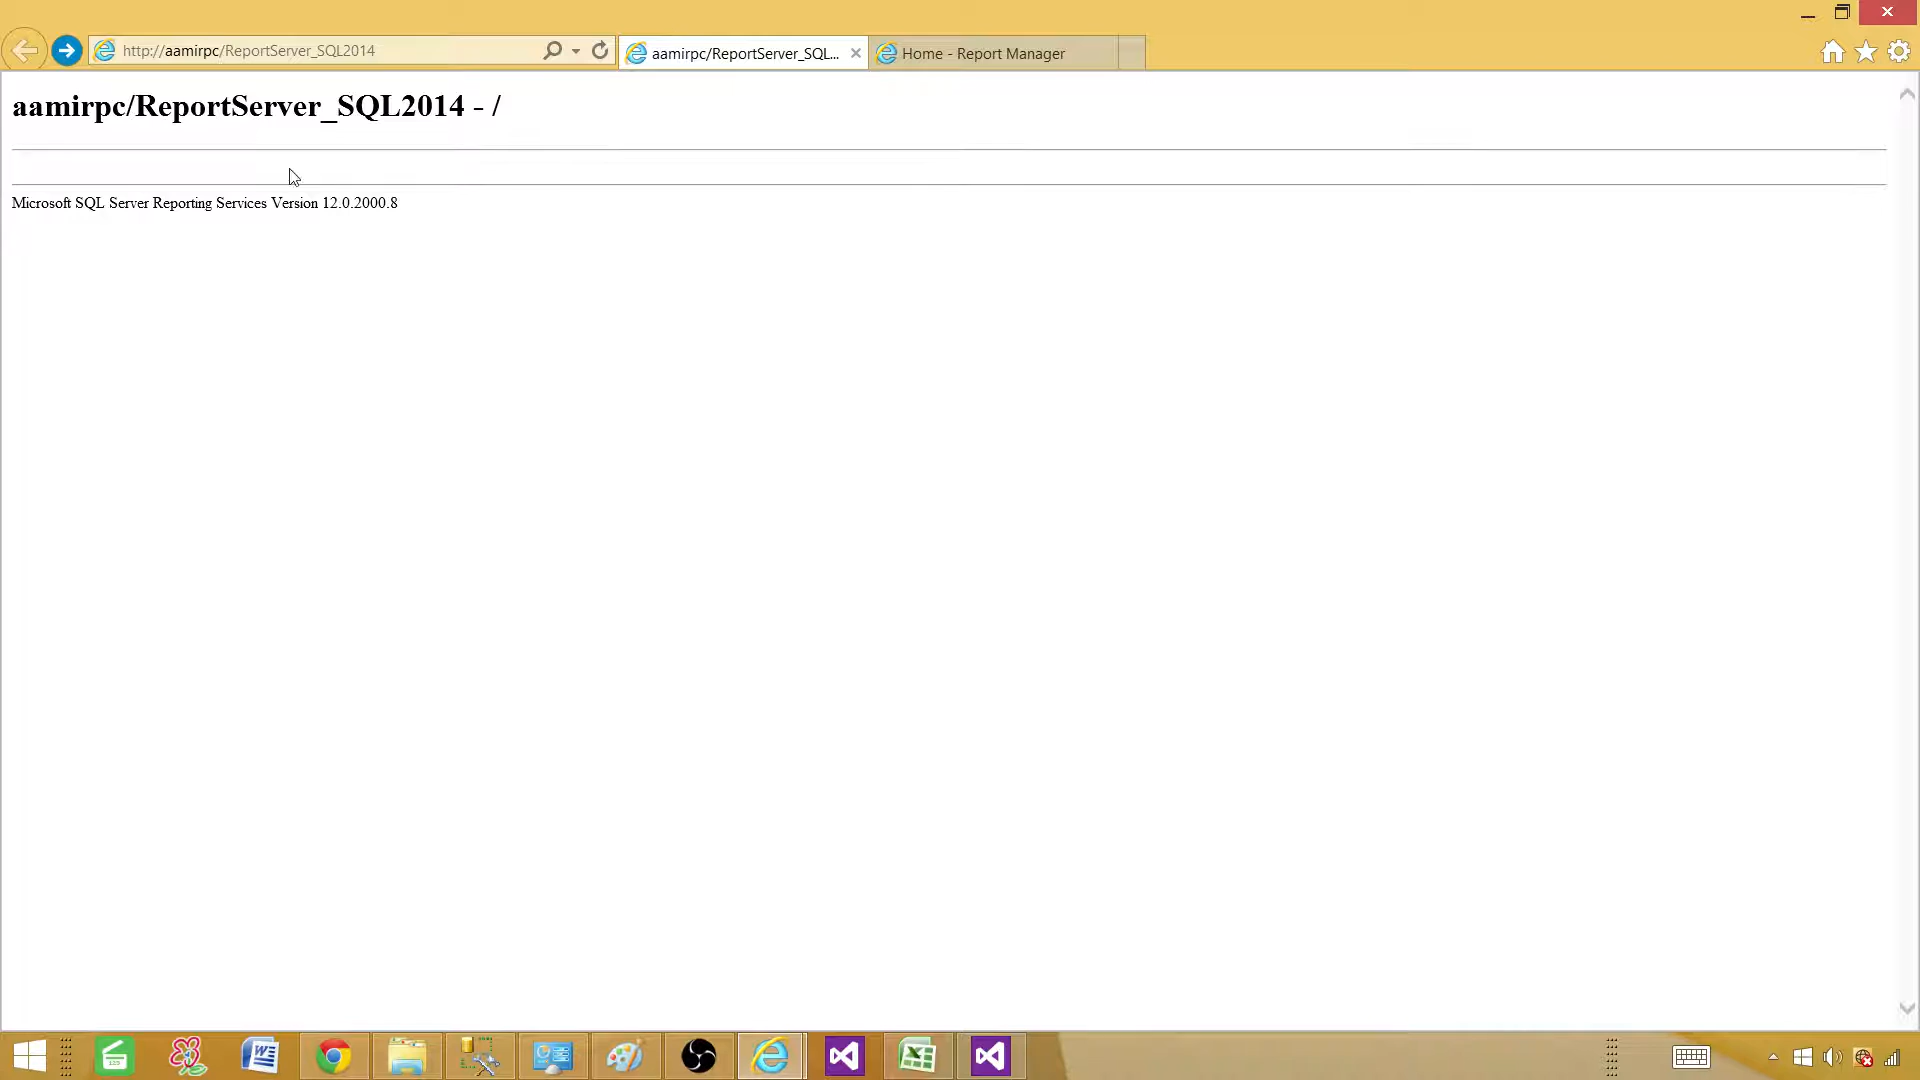 http://aamirpc/ReportServer_SQL2014
aamirpc/ReportServer_SQL...
Home - Report Manager
aamirpc/ReportServer_SQL2014 - /
Microsoft SQL Server Reporting Services Version 12.0.2000.8